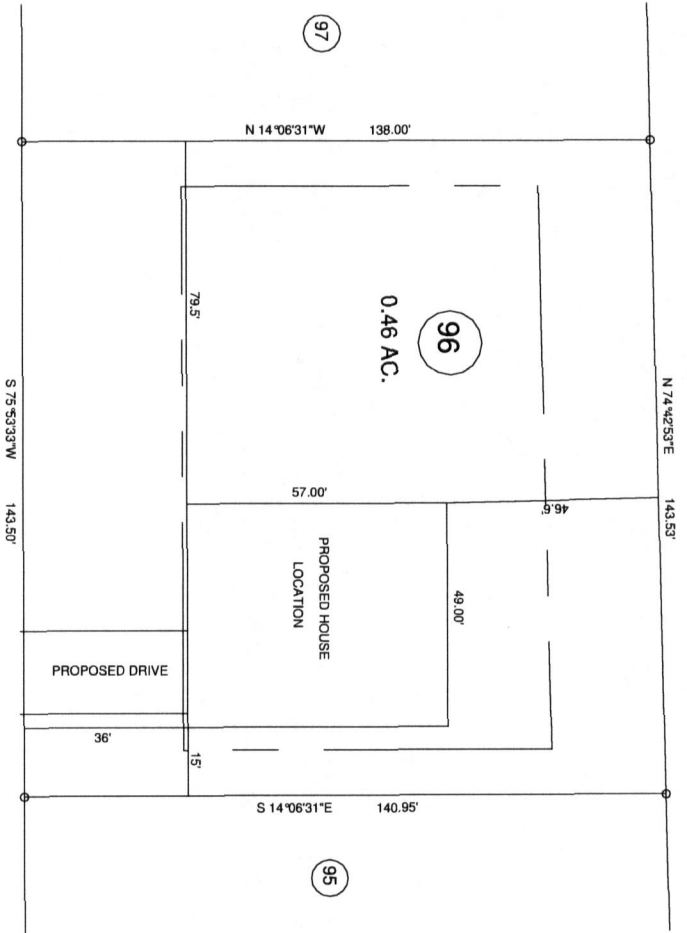 97
N 14°06'31"W 138.00'
79.5'
96
0.46 AC.
N 74°42'53"E 143.53'
S 75°53'33"W 143.50'
57.00'
46.6'
PROPOSED HOUSE
LOCATION
49.00'
PROPOSED DRIVE
36'
15'
S 14°06'31"E 140.95'
95